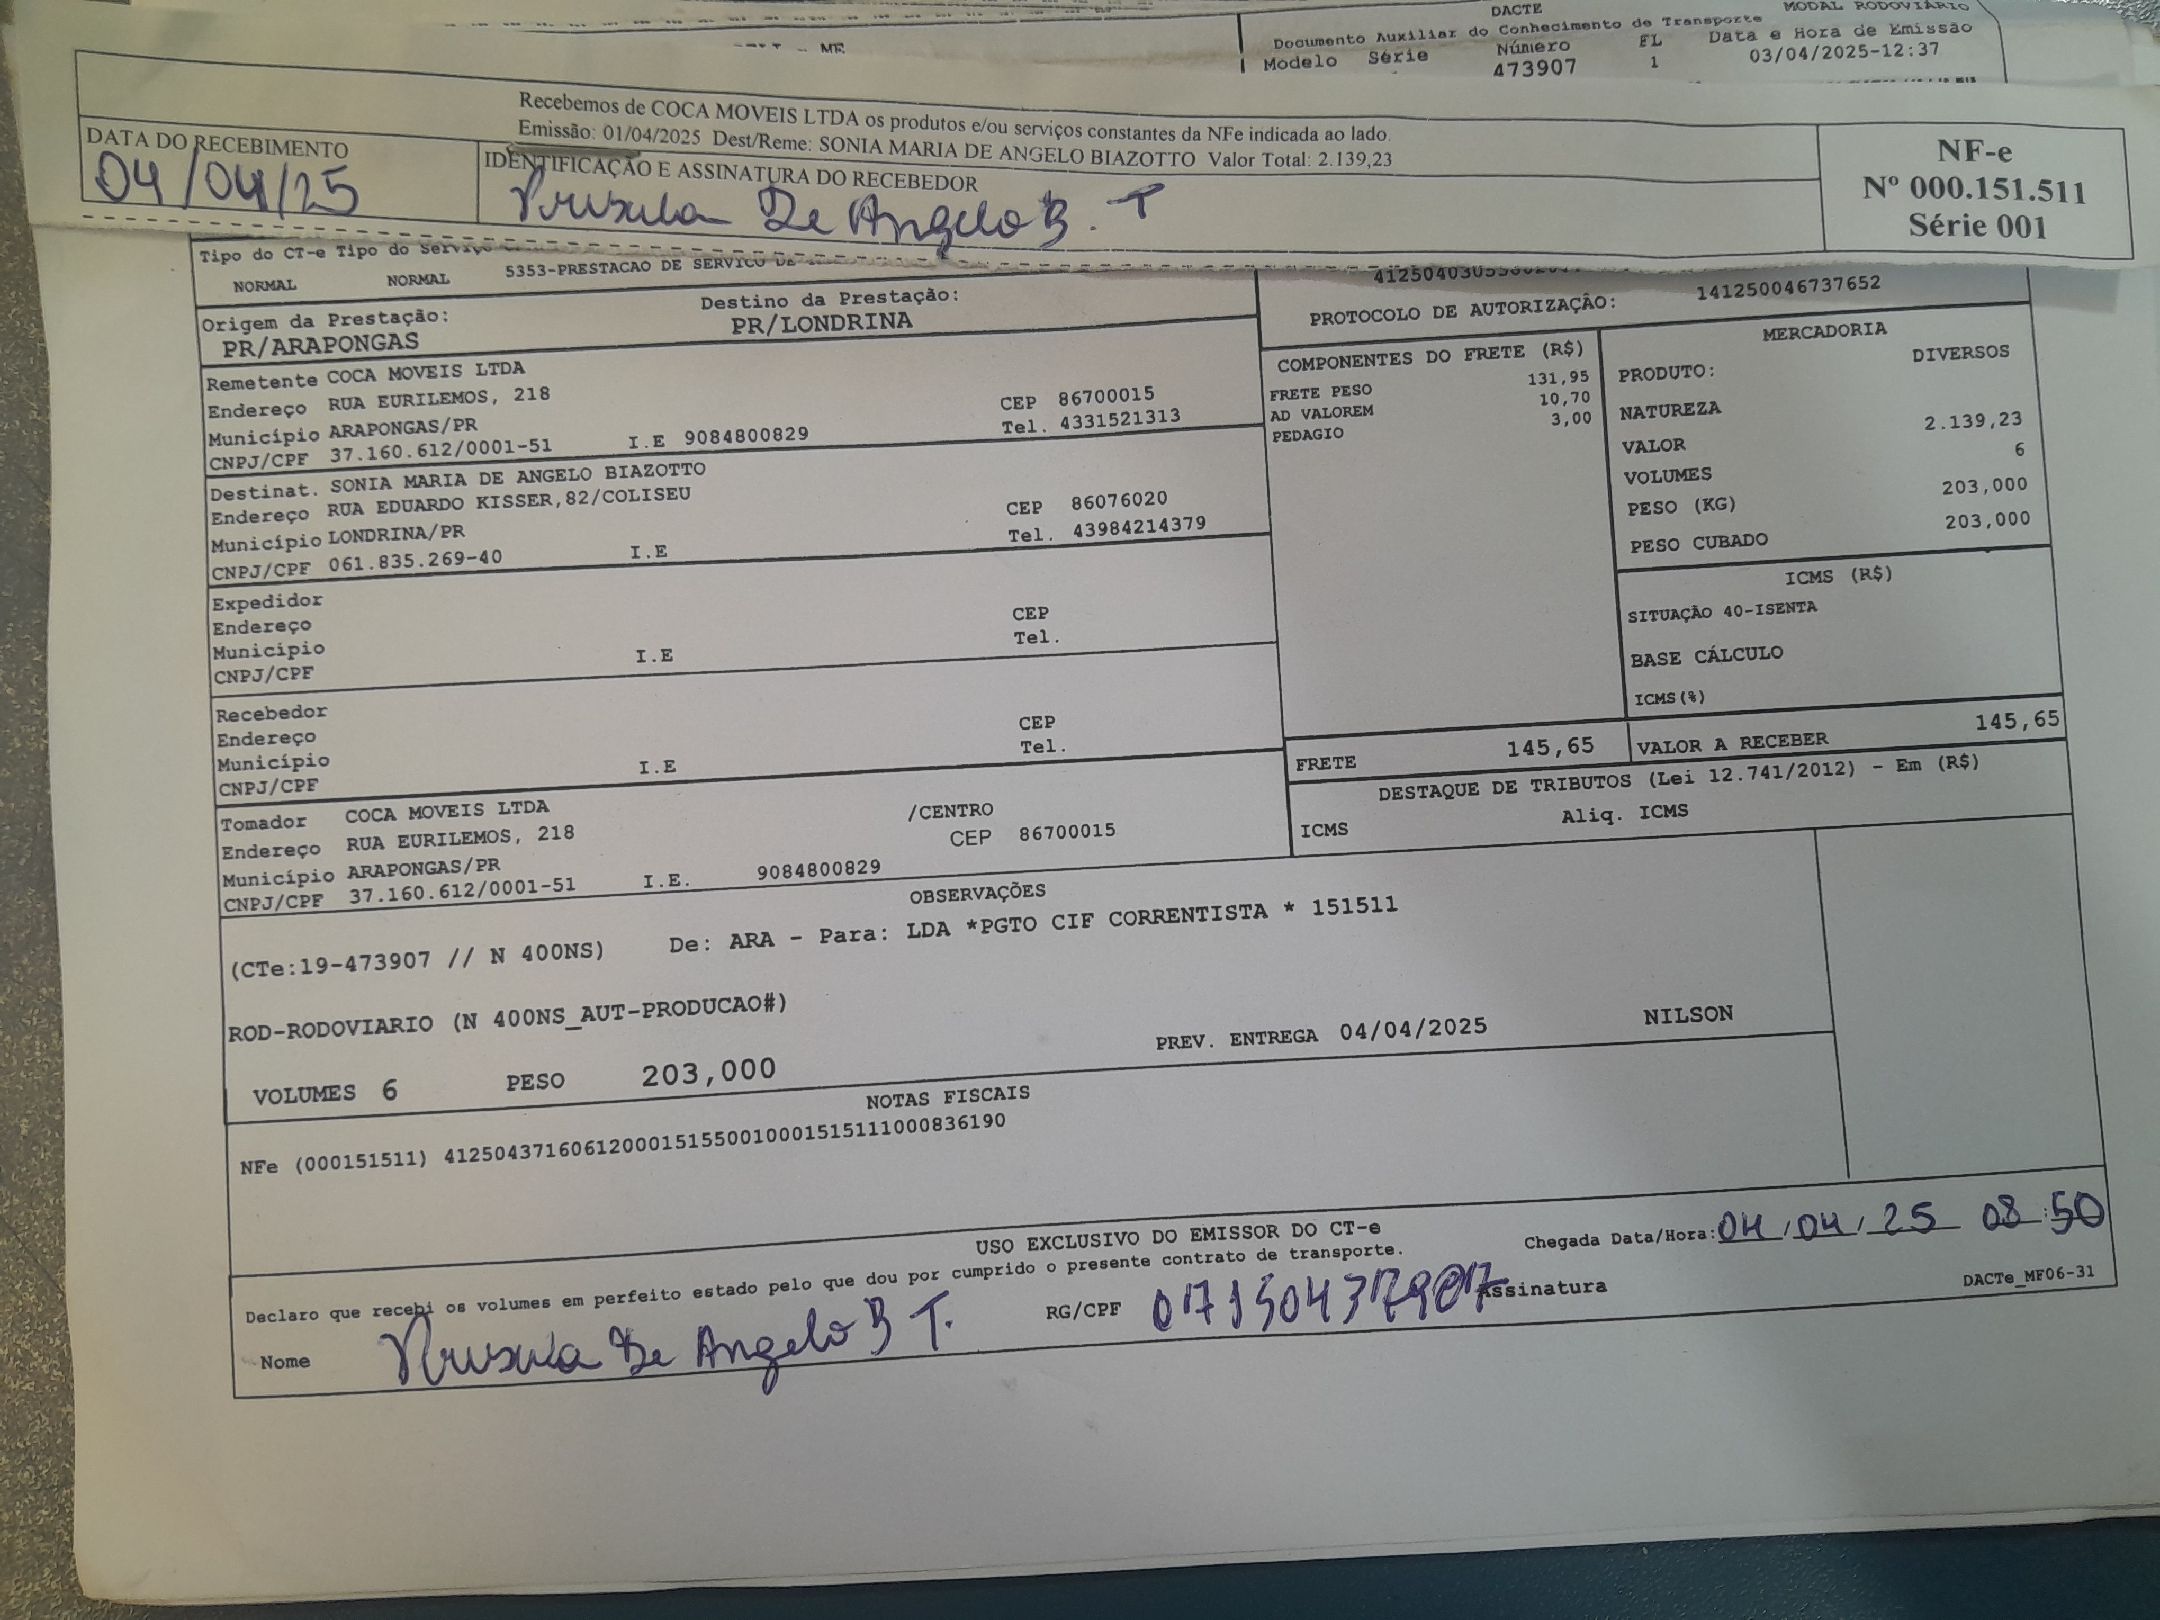 DACTE
MODAL RODOVIÁRIO
Documento Auxiliar do Conhecimento de Transporte
Modelo Série Número FL Data e Hora de Emissão
473907 1 03/04/2025-12:37
ME
Recebemos de COCA MOVEIS LTDA os produtos e/ou serviços constantes da NFe indicada ao lado.
Emissão: 01/04/2025 Dest/Reme: SONIA MARIA DE ANGELO BIAZOTTO Valor Total: 2.139,23
DATA DO RECEBIMENTO
04/04/25
IDENTIFICAÇÃO E ASSINATURA DO RECEBEDOR
De Angelo B. T
NF-e
Nº 000.151.511
Série 001
Tipo do CT-e Tipo do Serviço
NORMAL NORMAL 5353-PRESTACAO DE SERVICO DE
Origem da Prestação:
PR/ARAPONGAS
Destino da Prestação:
PR/LONDRINA
PROTOCOLO DE AUTORIZAÇÃO: 141250046737652
Remetente COCA MOVEIS LTDA
Endereço RUA EURILEMOS, 218 CEP 86700015
Município ARAPONGAS/PR Tel. 4331521313
CNPJ/CPF 37.160.612/0001-51 I.E 9084800829
Destinat. SONIA MARIA DE ANGELO BIAZOTTO
Endereço RUA EDUARDO KISSER,82/COLISEU CEP 86076020
Município LONDRINA/PR Tel. 43984214379
CNPJ/CPF 061.835.269-40 I.E
Expedidor
Endereço CEP
Município Tel.
CNPJ/CPF I.E
Recebedor
Endereço CEP
Município Tel.
CNPJ/CPF I.E
Tomador COCA MOVEIS LTDA /CENTRO
Endereço RUA EURILEMOS, 218 CEP 86700015
Município ARAPONGAS/PR
CNPJ/CPF 37.160.612/0001-51 I.E. 9084800829
COMPONENTES DO FRETE (R$)
FRETE PESO 131,95
AD VALOREM 10,70
PEDAGIO 3,00
MERCADORIA
PRODUTO: DIVERSOS
NATUREZA
VALOR 2.139,23
VOLUMES 6
PESO (KG) 203,000
PESO CUBADO 203,000
ICMS (R$)
SITUAÇÃO 40-ISENTA
BASE CÁLCULO
ICMS(%)
FRETE 145,65 VALOR A RECEBER 145,65
DESTAQUE DE TRIBUTOS (Lei 12.741/2012) - Em (R$)
ICMS Aliq. ICMS
OBSERVAÇÕES
(CTe:19-473907 // N 400NS) De: ARA - Para: LDA *PGTO CIF CORRENTISTA * 151511
ROD-RODOVIARIO (N 400NS_AUT-PRODUCAO#)
PREV. ENTREGA 04/04/2025 NILSON
VOLUMES 6 PESO 203,000
NOTAS FISCAIS
NFe (000151511) 41250437160612000151550010001515111000836190
USO EXCLUSIVO DO EMISSOR DO CT-e
Declaro que recebi os volumes em perfeito estado pelo que dou por cumprido o presente contrato de transporte.
Chegada Data/Hora: 04/04/25 08:50
Nome De Angelo B T. RG/CPF Assinatura
DACTe_MF06-31